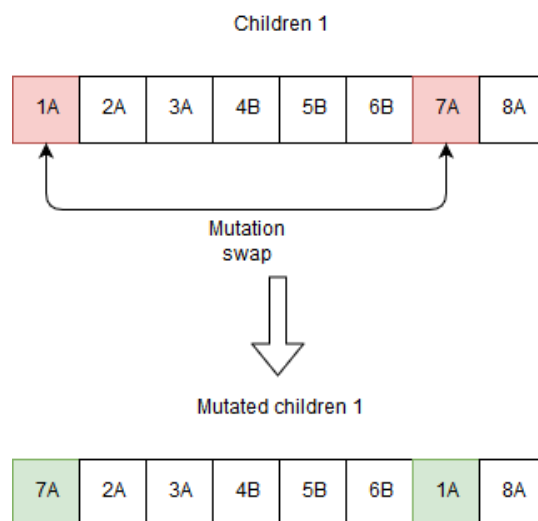 Children 1
1A 2A 3A 4B 5B 6B 7A 8A
Mutation
swap
Mutated children 1
7A 2A 3A 4B 5B 6B 1A 8A